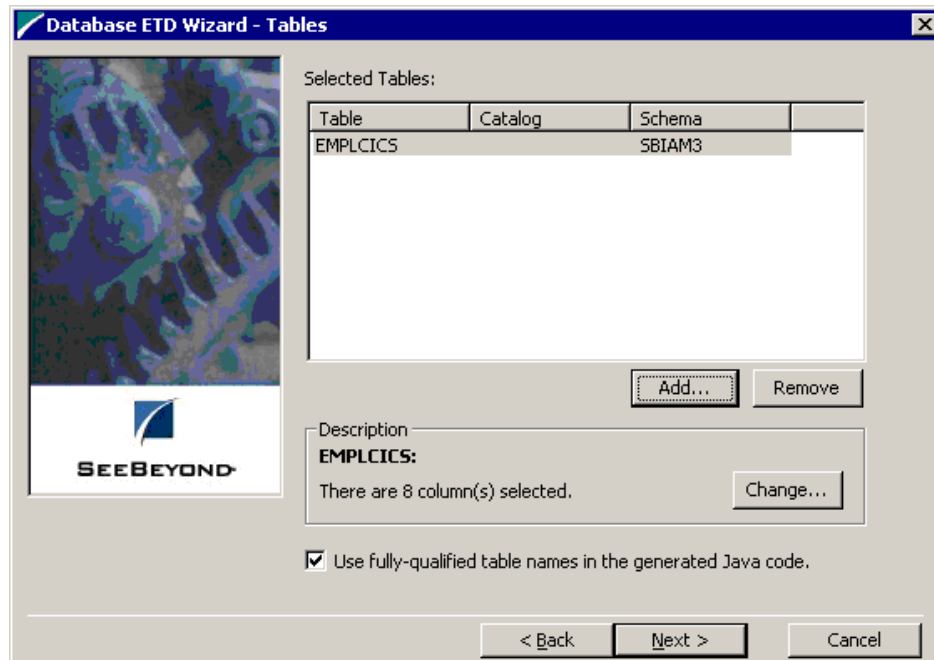 Database ETD Wizard - Tables
Selected Tables:
Table Catalog Schema
EMPLCICS SBIAM3
Add... Remove
SEEBEYOND
Description
EMPLCICS:
There are 8 column(s) selected. Change...
Use fully-qualified table names in the generated Java code.
< Back Next > Cancel